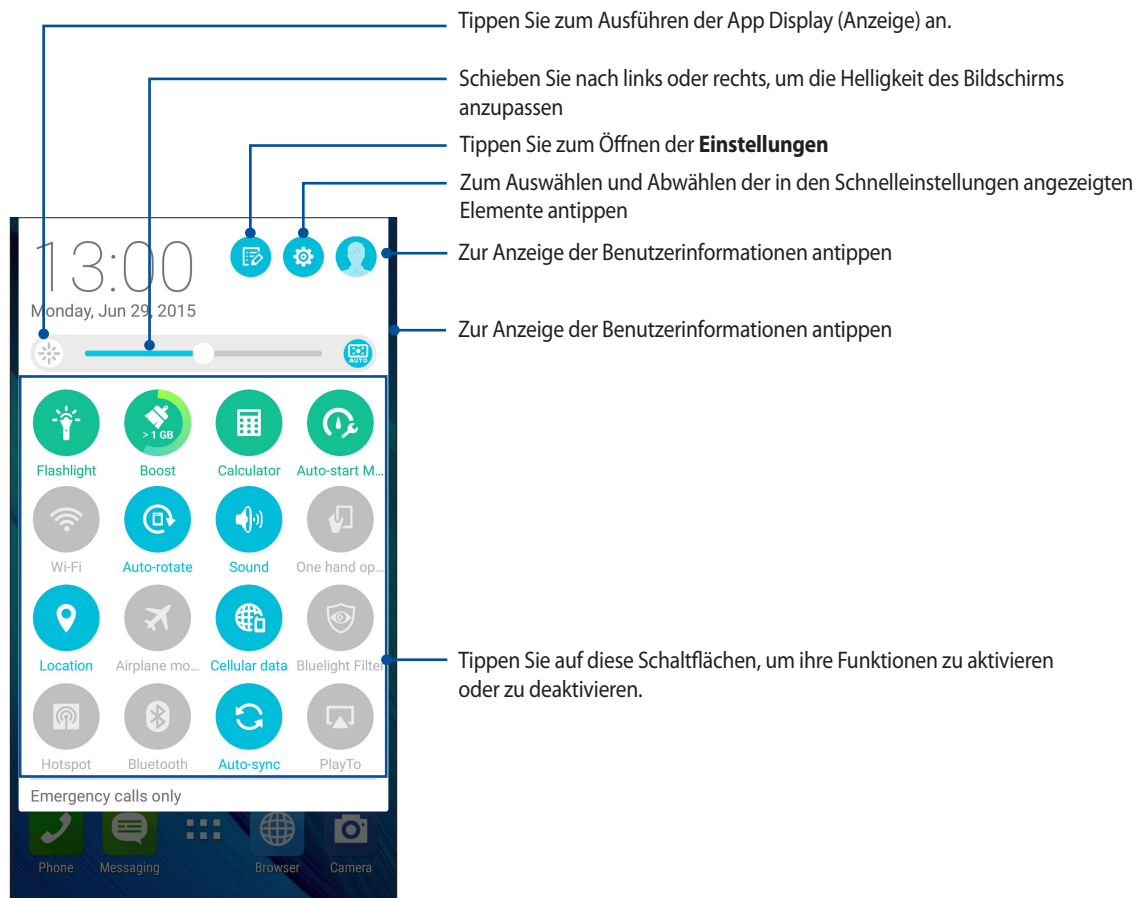 Tippen Sie zum Ausführen der App Display (Anzeige) an.
Schieben Sie nach links oder rechts, um die Helligkeit des Bildschirms
anzupassen
Tippen Sie zum Öffnen der Einstellungen
Zum Auswählen und Abwählen der in den Schnelleinstellungen angezeigten
Elemente antippen
Zur Anzeige der Benutzerinformationen antippen
Zur Anzeige der Benutzerinformationen antippen
Tippen Sie auf diese Schaltflächen, um ihre Funktionen zu aktivieren
oder zu deaktivieren.
13:00
Monday, Jun 29, 2015
AUTO
> 1 GB
Flashlight Boost Calculator Auto-start M...
Wi-Fi Auto-rotate Sound One hand op...
Location Airplane mo... Cellular data Bluelight Filter
Hotspot Bluetooth Auto-sync PlayTo
Emergency calls only
Phone Messaging Browser Camera